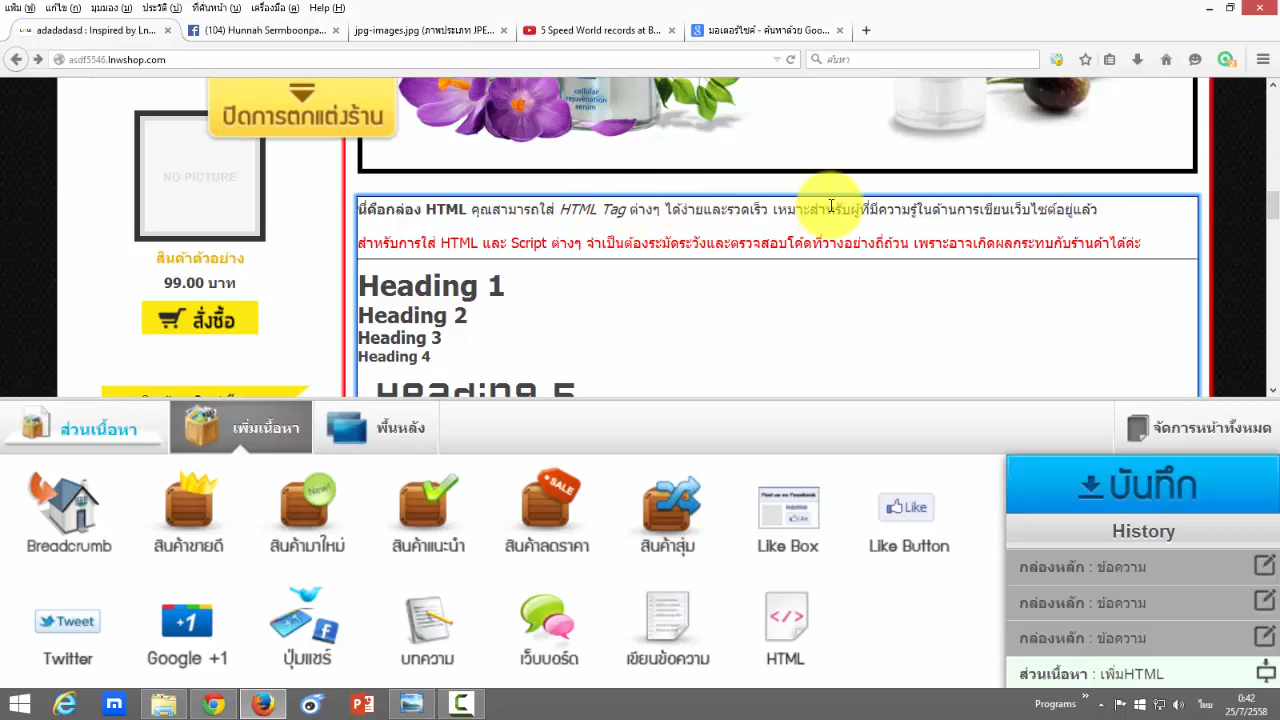 แฟ้ม (ฟ) แก้ไข (ก) มุมมอง (ม) ประวัติ (ป) ที่คั่นหน้า (ค) เครื่องมือ (อ) Help (H)
adadadasd : Inspired by Ln...
(104) Hunnah Sermboonpa...
jpg-images.jpg (ภาพประเภท JPE...
5 Speed World records at B...
มอเตอร์ไซค์ - ค้นหาด้วย Goo...
asdf5546.lnwshop.com
ค้นหา
cellular
rejuvenation
serum
ปิดการตกแต่งร้าน
NO PICTURE
สินค้าตัวอย่าง
99.00 บาท
สั่งซื้อ
นี่คือกล่อง HTML คุณสามารถใส่ HTML Tag ต่างๆ ได้ง่ายและรวดเร็ว เหมาะสำหรับผู้ที่มีความรู้ในด้านการเขียนเว็บไซต์อยู่แล้ว
สำหรับการใส่ HTML และ Script ต่างๆ จำเป็นต้องระมัดระวังและตรวจสอบโค้ดที่วางอย่างถี่ถ้วน เพราะอาจเกิดผลกระทบกับร้านค้าได้ค่ะ
Heading 1
Heading 2
Heading 3
Heading 4
Heading 5
ส่วนเนื้อหา
เพิ่มเนื้อหา
พื้นหลัง
จัดการหน้าทั้งหมด
Breadcrumb
สินค้าขายดี
New!
สินค้ามาใหม่
สินค้าแนะนำ
SALE
สินค้าลดราคา
สินค้าสุ่ม
Find us on Facebook
name
Like
Like Box
Like
Like Button
บันทึก
History
กล่องหลัก : ข่อความ
กล่องหลัก : ข่อความ
กล่องหลัก : ข่อความ
ส่วนเนื้อหา : เพิ่มHTML
Tweet
Twitter
+1
Google +1
ปุ่มแชร์
บทความ
เว็บบอร์ด
เขียนข้อความ
HTML
Programs
ไทย
0:42
25/7/2558